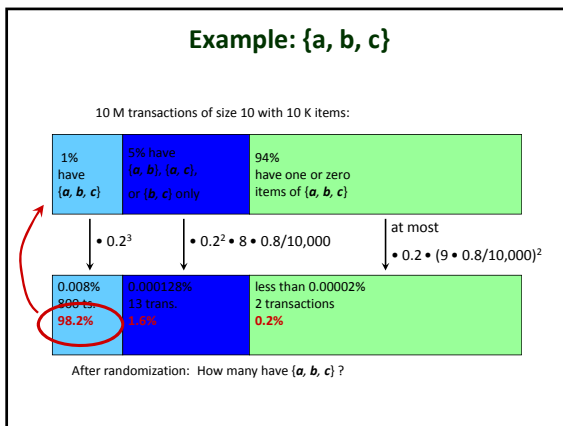 Example: {a, b, c}
10 M transactions of size 10 with 10 K items:
1%
have
{a, b, c}
5% have
{a, b}, {a, c},
or {b, c} only
94%
have one or zero
items of {a, b, c}
• 0.2³
• 0.2² • 8 • 0.8/10,000
at most
• 0.2 • (9 • 0.8/10,000)²
0.008%
800 ts.
98.2%
0.000128%
13 trans.
1.6%
less than 0.00002%
2 transactions
0.2%
After randomization: How many have {a, b, c} ?